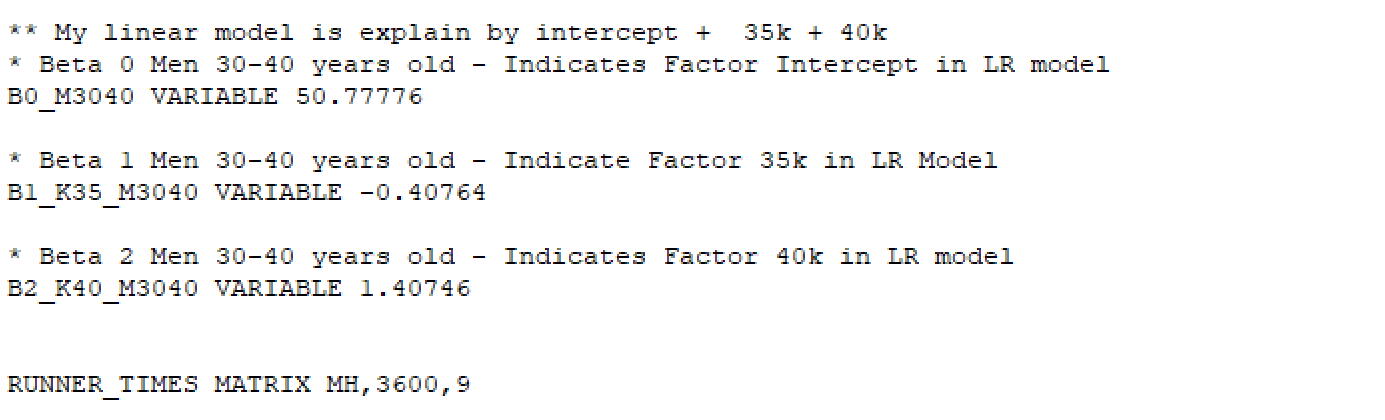 ** My linear model is explain by intercept +  35k + 40k
* Beta 0 Men 30-40 years old - Indicates Factor Intercept in LR model
B0_M3040 VARIABLE 50.77776
* Beta 1 Men 30-40 years old - Indicate Factor 35k in LR Model
B1_K35_M3040 VARIABLE -0.40764
* Beta 2 Men 30-40 years old - Indicates Factor 40k in LR model
B2_K40_M3040 VARIABLE 1.40746
RUNNER_TIMES MATRIX MH,3600,9